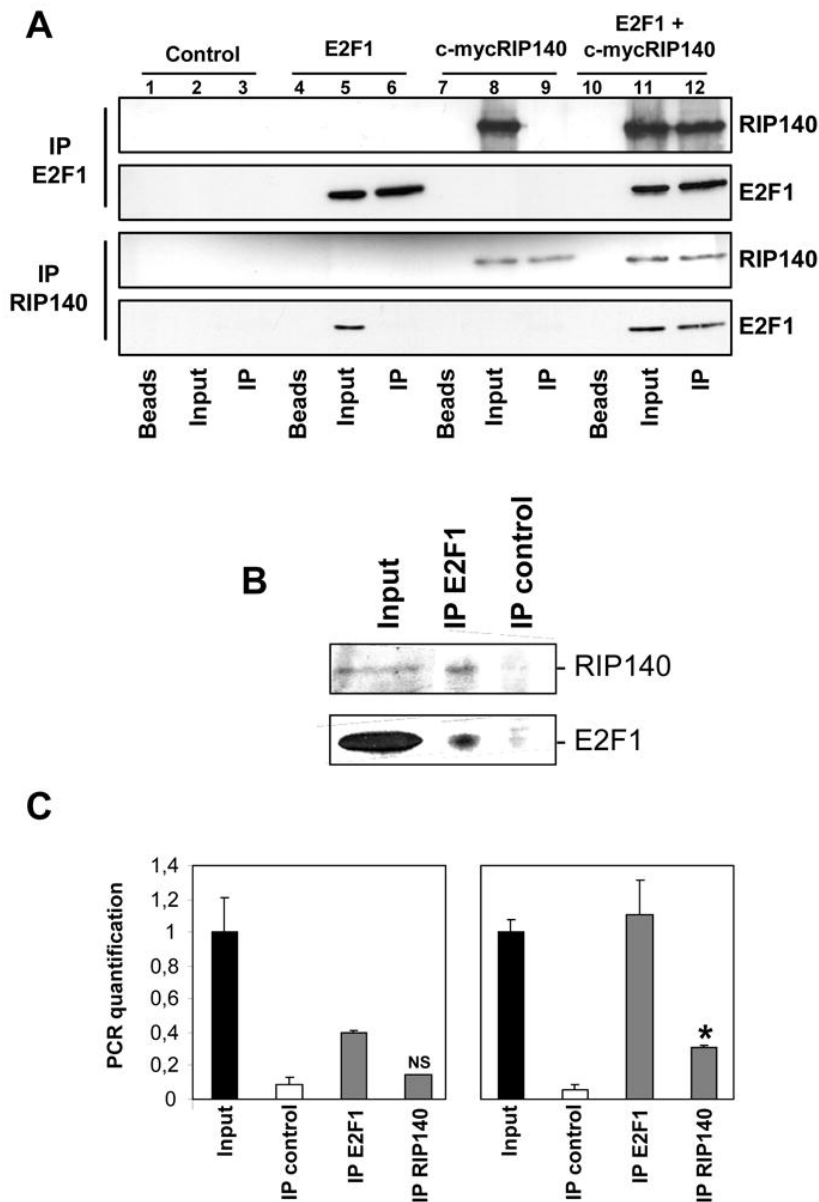 A
Control
E2F1
c-mycRIP140
E2F1 +
c-mycRIP140
1 2 3 4 5 6 7 8 9 10 11 12
IP
E2F1
RIP140
E2F1
IP
RIP140
RIP140
E2F1
Beads Input IP Beads Input IP Beads Input IP Beads Input IP
B
Input IP E2F1 IP control
- RIP140
- E2F1
C
PCR quantification
1,4
1,2
1
0,8
0,6
0,4
0,2
0
NS
*
Input IP control IP E2F1 IP RIP140
Input IP control IP E2F1 IP RIP140